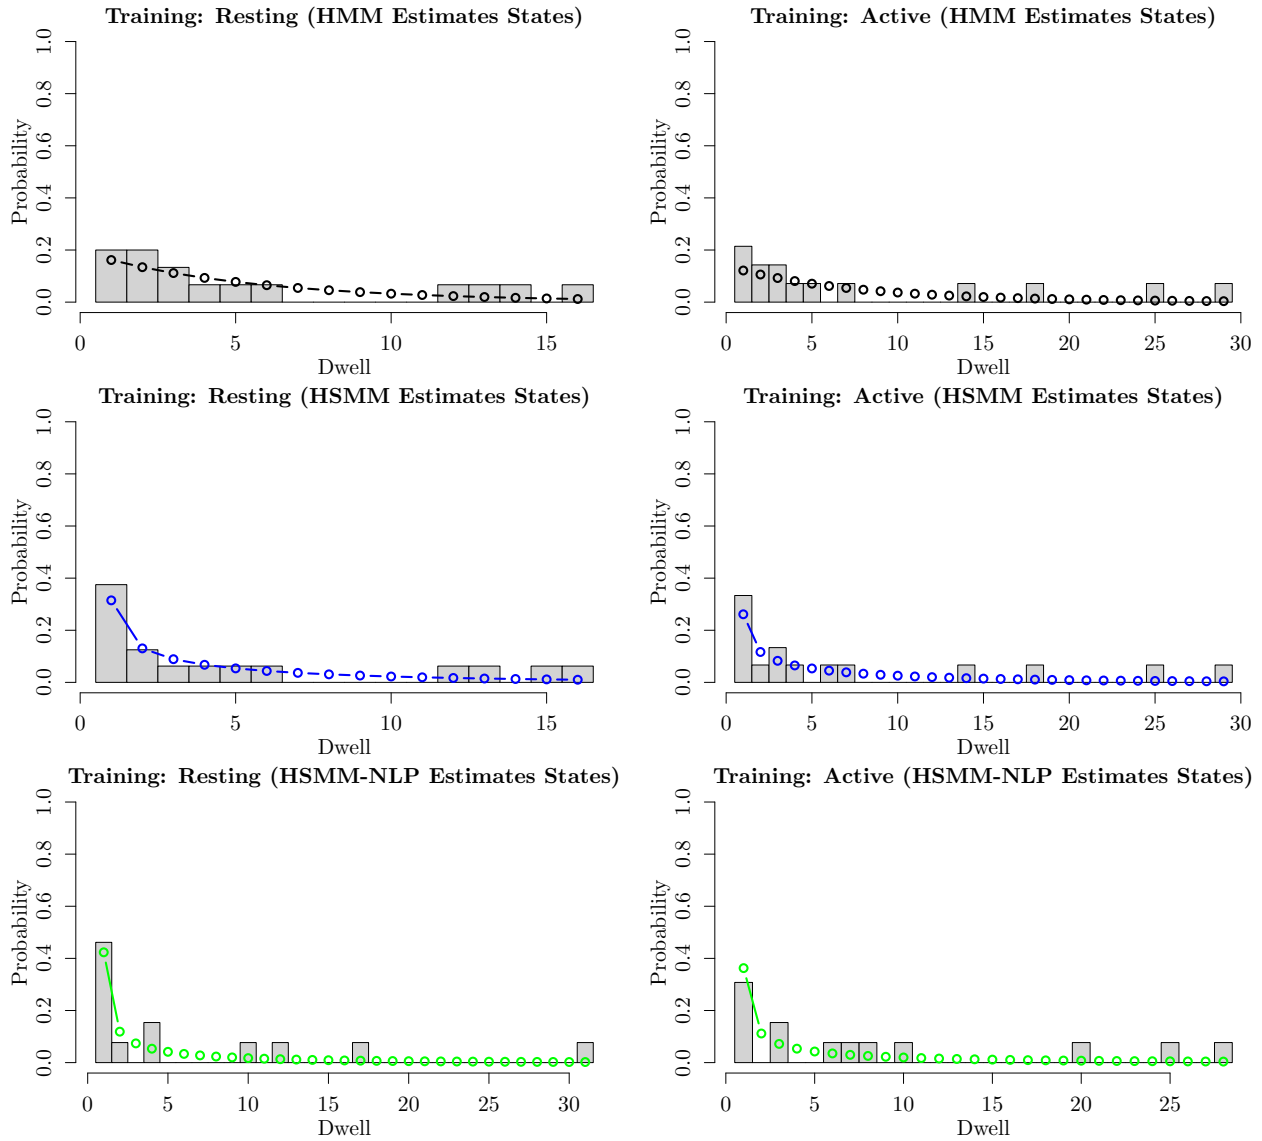 Training: Resting (HMM Estimates States)
Probability
0.0 0.2 0.4 0.6 0.8 1.0
0 5 10 15
Dwell
Training: Active (HMM Estimates States)
Probability
0.0 0.2 0.4 0.6 0.8 1.0
0 5 10 15 20 25 30
Dwell
Training: Resting (HSMM Estimates States)
Probability
0.0 0.2 0.4 0.6 0.8 1.0
0 5 10 15
Dwell
Training: Active (HSMM Estimates States)
Probability
0.0 0.2 0.4 0.6 0.8 1.0
0 5 10 15 20 25 30
Dwell
Training: Resting (HSMM-NLP Estimates States)
Probability
0.0 0.2 0.4 0.6 0.8 1.0
0 5 10 15 20 25 30
Dwell
Training: Active (HSMM-NLP Estimates States)
Probability
0.0 0.2 0.4 0.6 0.8 1.0
0 5 10 15 20 25
Dwell